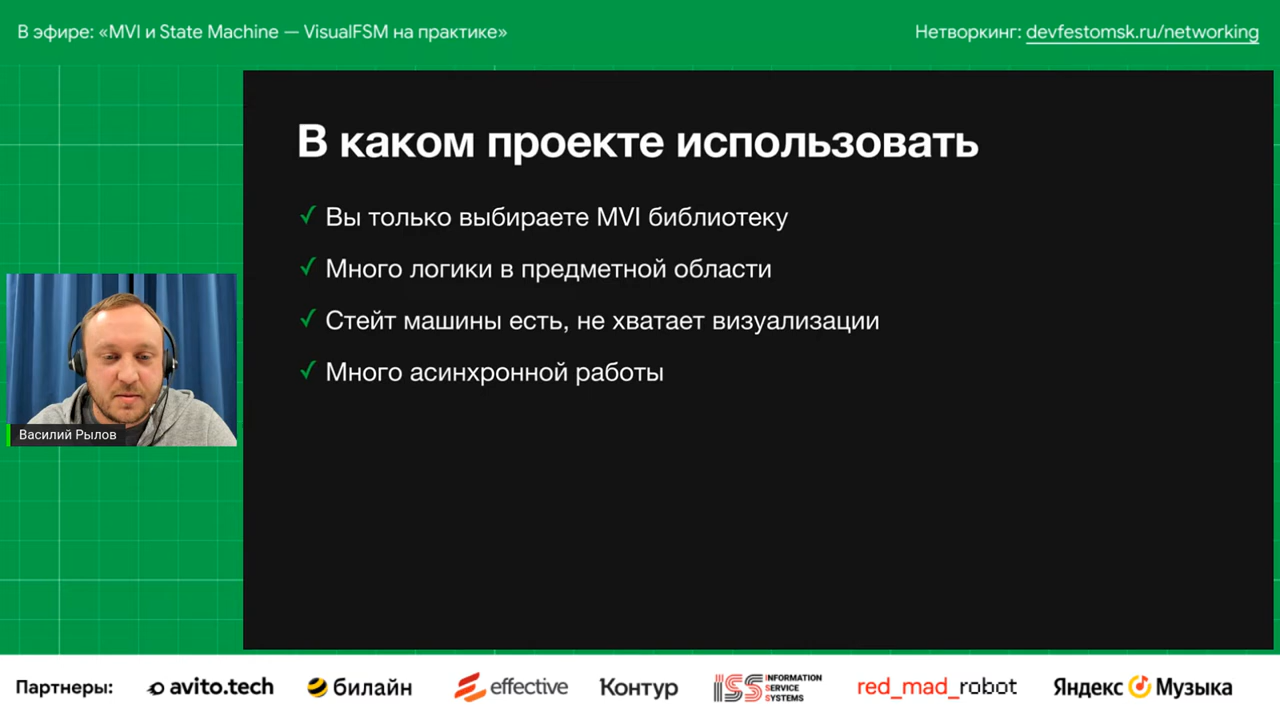 В эфире: «MVI и State Machine — VisualFSM на практике»
Нетворкинг: devfestomsk.ru/networking
В каком проекте использовать
✓ Вы только выбираете MVI библиотеку
✓ Много логики в предметной области
✓ Стейт машины есть, не хватает визуализации
✓ Много асинхронной работы
Василий Рылов
Партнеры:
avito.tech
билайн
effective
Контур
ISS
INFORMATION
SERVICE
SYSTEMS
red_mad_robot
Яндекс Музыка